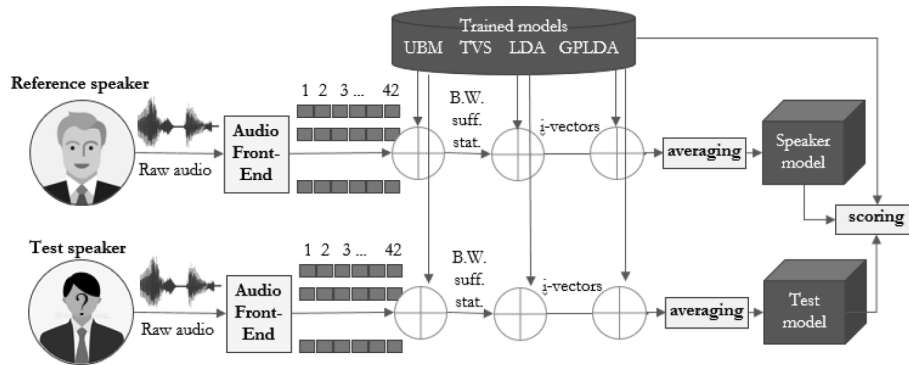 Trained models
UBM TVS LDA GPLDA
Reference speaker
1 2 3 ... 42
B.W.
suff.
stat.
i-vectors
Audio
Front-
End
Raw audio
averaging
Speaker
model
scoring
Test speaker
1 2 3 ... 42
B.W.
suff.
stat.
i-vectors
?
Audio
Front-
End
Raw audio
averaging
Test
model